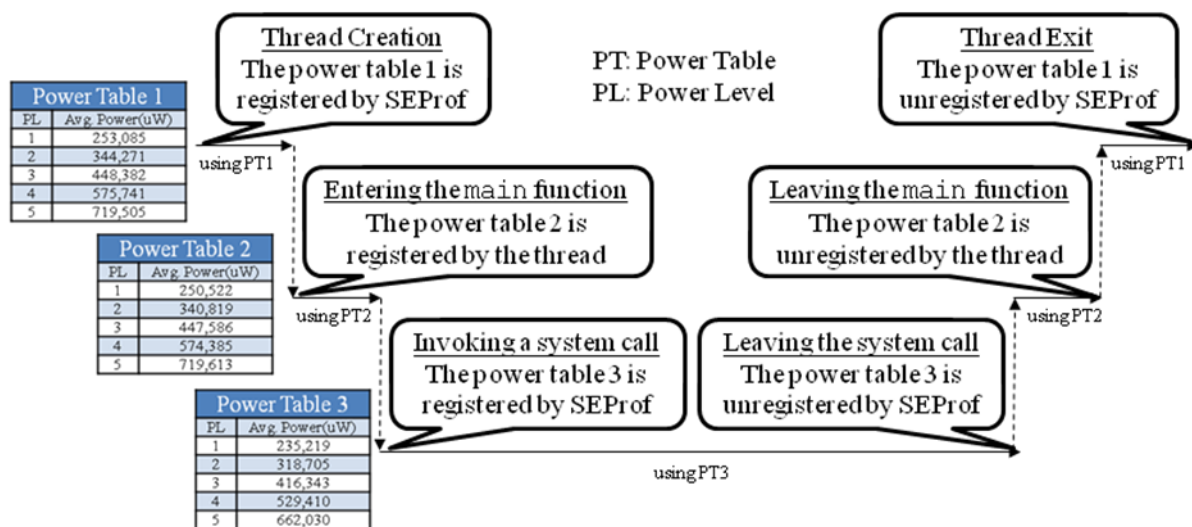 Thread Creation
The power table 1 is
registered by SEProf
PT: Power Table
PL: Power Level
Thread Exit
The power table 1 is
unregistered by SEProf
Power Table 1
PL Avg. Power(uW)
1 253,085
2 344,271
3 448,382
4 575,741
5 719,505
using PT1
using PT1
Entering the main function
The power table 2 is
registered by the thread
Leaving the main function
The power table 2 is
unregistered by the thread
Power Table 2
PL Avg. Power(uW)
1 250,522
2 340,819
3 447,586
4 574,385
5 719,613
using PT2
using PT2
Invoking a system call
The power table 3 is
registered by SEProf
Leaving the system call
The power table 3 is
unregistered by SEProf
Power Table 3
PL Avg. Power(uW)
1 235,219
2 318,705
3 416,343
4 529,410
5 662,030
using PT3